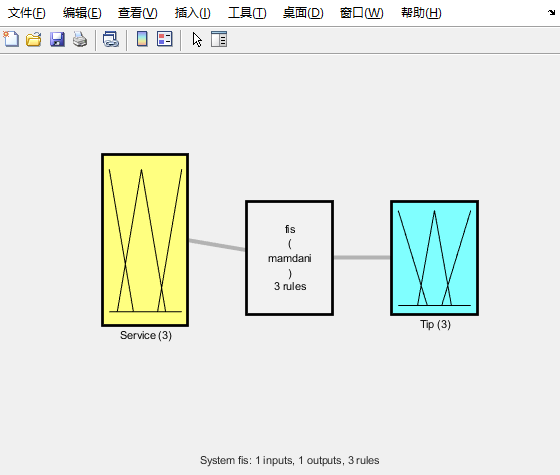 文件(F) 编辑(E) 查看(V) 插入(I) 工具(T) 桌面(D) 窗口(W) 帮助(H)
fis
(
mamdani
)
3 rules
Service (3)
Tip (3)
System fis: 1 inputs, 1 outputs, 3 rules